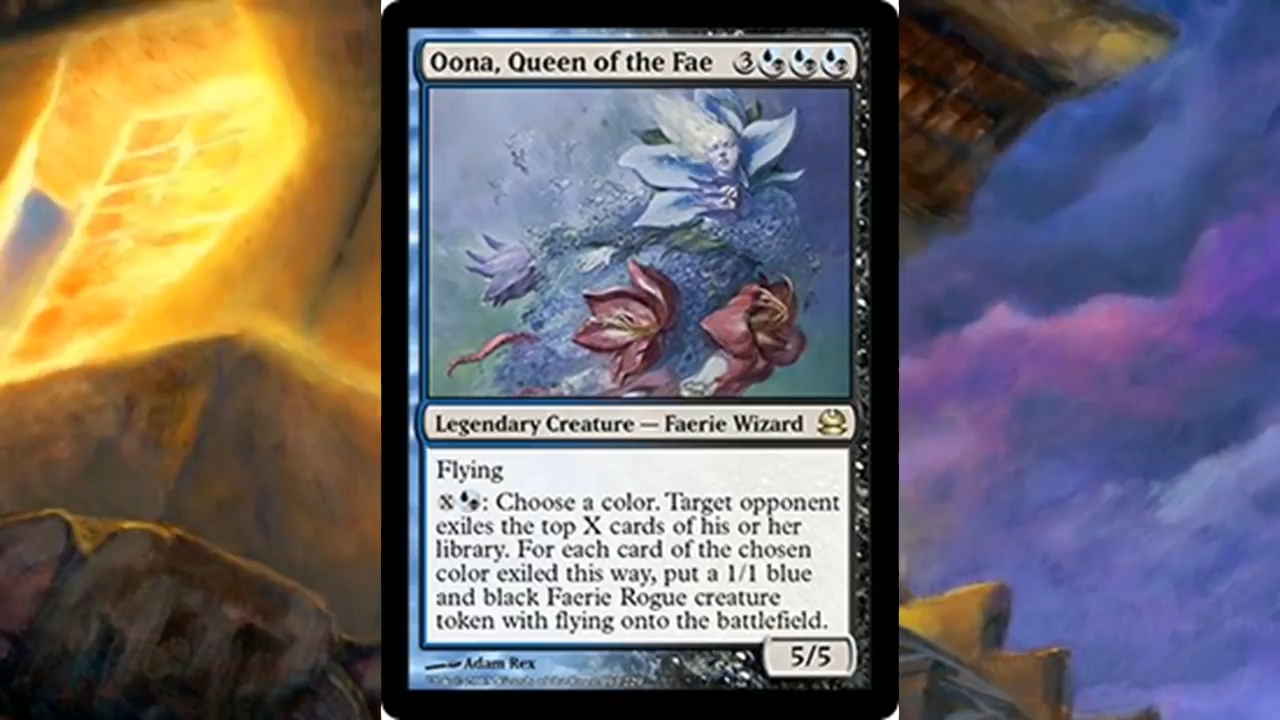 Oona, Queen of the Fae 3
Legendary Creature — Faerie Wizard
Flying
X : Choose a color. Target opponent
exiles the top X cards of his or her
library. For each card of the chosen
color exiled this way, put a 1/1 blue
and black Faerie Rogue creature
token with flying onto the battlefield.
5/5
Adam Rex